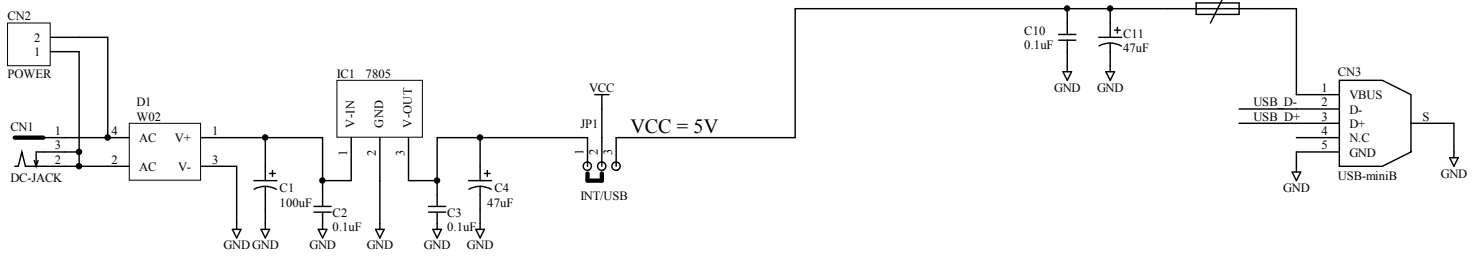 CN2
2
1
POWER
CN1
1
3
2
DC-JACK
D1
W02
4
AC
V+
1
2
AC
V-
3
GND
GND
C1
100uF
C2
0.1uF
GND
IC1 7805
V-IN
GND
V-OUT
1
2
3
GND
C3
0.1uF
GND
C4
47uF
GND
VCC
JP1
1
2
3
INT/USB
VCC = 5V
C10
0.1uF
GND
C11
47uF
GND
CN3
1
VBUS
USB D-
2
D-
USB D+
3
D+
4
N.C
5
GND
GND
USB-miniB
S
GND